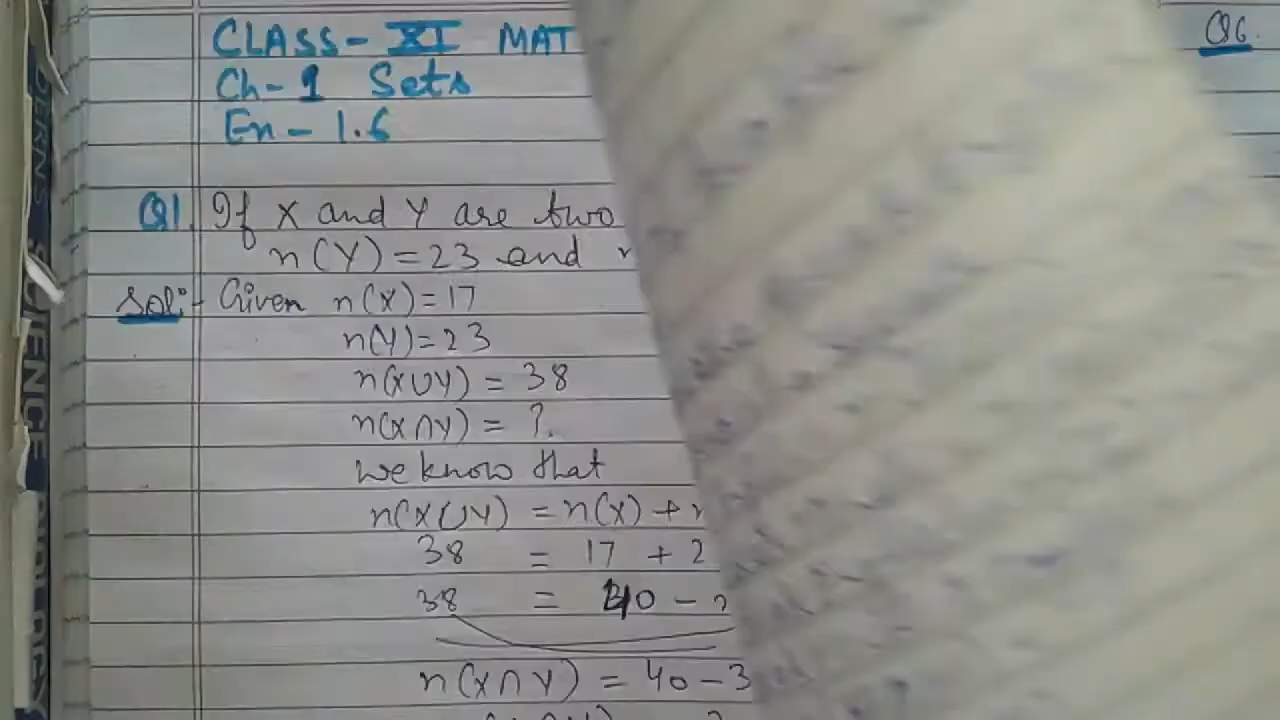 CLASS - XI MAT
Ch - 1 Sets
Ex - 1.6
Q1. If X and Y are two
n(Y) = 23 and
Sol:- Given n(X) = 17
n(Y) = 23
n(X∪Y) = 38
n(X∩Y) = ?
we know that
n(X∪Y) = n(X) +
38 = 17 + 2
38 = 40 -
n(X∩Y) = 40 - 3
Q6.